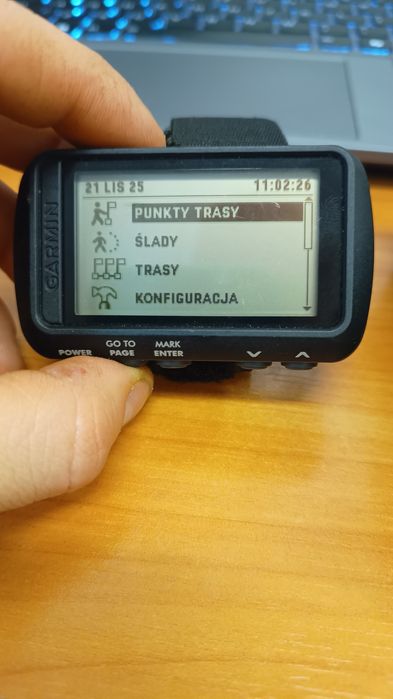 GARMIN
21 LIS 25 11:02:26
PUNKTY TRASY
ŚLADY
TRASY
KONFIGURACJA
POWER
GO TO
PAGE
MARK
ENTER